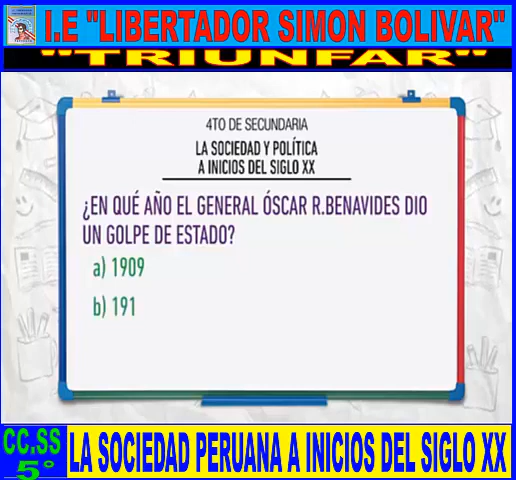 I.E "LIBERTADOR SIMON BOLIVAR"
"TRIUNFAR"
4TO DE SECUNDARIA
LA SOCIEDAD Y POLÍTICA
A INICIOS DEL SIGLO XX
¿EN QUÉ AÑO EL GENERAL ÓSCAR R.BENAVIDES DIO
UN GOLPE DE ESTADO?
a) 1909
b) 191
CC.SS
5°
LA SOCIEDAD PERUANA A INICIOS DEL SIGLO XX